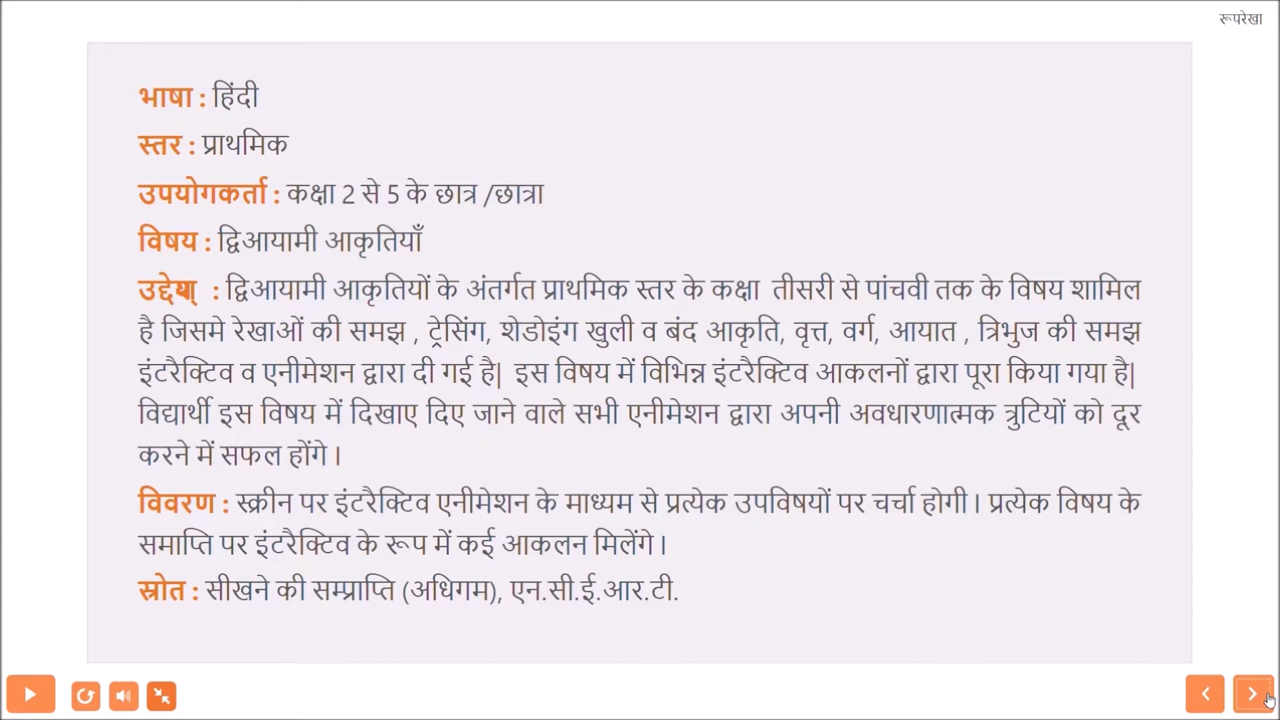 रूपरेखा
भाषा : हिंदी
स्तर : प्राथमिक
उपयोगकर्ता : कक्षा 2 से 5 के छात्र /छात्रा
विषय : द्विआयामी आकृतियाँ
: द्विआयामी आकृतियों के अंतर्गत प्राथमिक स्तर के कक्षा तीसरी से पांचवी तक के विषय शामिल
है जिसमे रेखाओं की समझ , ट्रेसिंग, शेडोइंग खुली व बंद आकृति, वृत्त, वर्ग, आयात , त्रिभुज की समझ
इंटरैक्टिव व एनीमेशन द्वारा दी गई है| इस विषय में विभिन्न इंटरैक्टिव आकलनों द्वारा पूरा किया गया है|
विद्यार्थी इस विषय में दिखाए दिए जाने वाले सभी एनीमेशन द्वारा अपनी अवधारणात्मक त्रुटियों को दूर
करने में सफल होंगे ।
विवरण : स्क्रीन पर इंटरैक्टिव एनीमेशन के माध्यम से प्रत्येक उपविषयों पर चर्चा होगी । प्रत्येक विषय के
समाप्ति पर इंटरैक्टिव के रूप में कई आकलन मिलेंगे ।
स्रोत : सीखने की सम्प्राप्ति (अधिगम), एन.सी.ई.आर.टी.